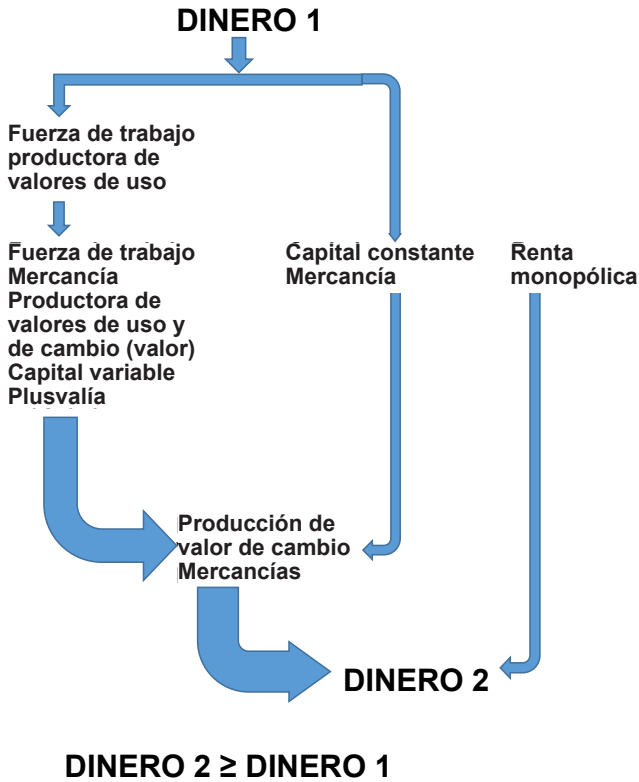 DINERO 1
Fuerza de trabajo
productora de
valores de uso
Fuerza de trabajo
Mercancía
Productora de
valores de uso y
de cambio (valor)
Capital variable
Plusvalía
Capital constante
Mercancía
Renta
monopólica
Producción de
valor de cambio
Mercancías
DINERO 2
DINERO 2 ≥ DINERO 1